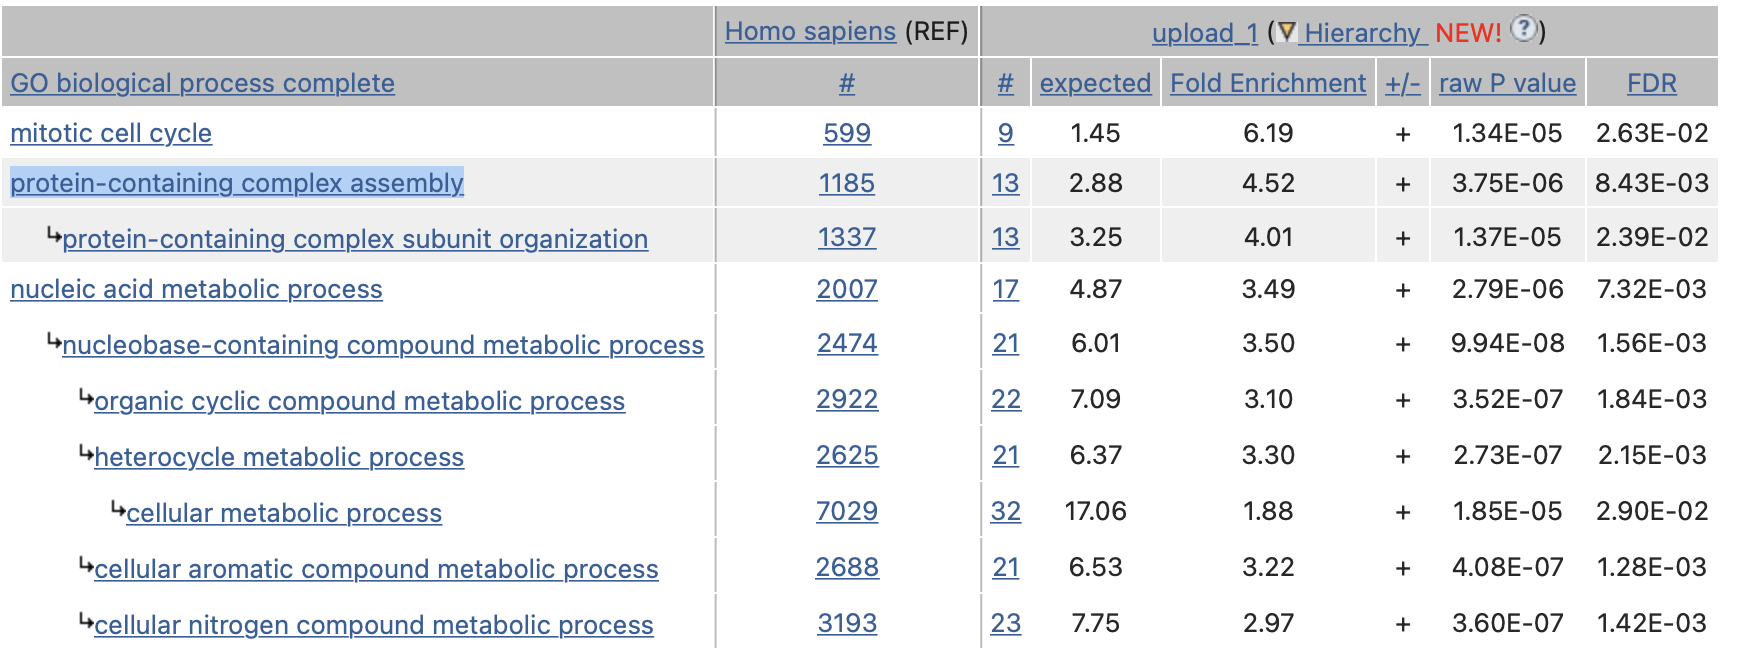 Homo sapiens (REF) upload_1 (▼ Hierarchy NEW! ?)
GO biological process complete # # expected Fold Enrichment +/- raw P value FDR
mitotic cell cycle 599 9 1.45 6.19 + 1.34E-05 2.63E-02
protein-containing complex assembly 1185 13 2.88 4.52 + 3.75E-06 8.43E-03
↳protein-containing complex subunit organization 1337 13 3.25 4.01 + 1.37E-05 2.39E-02
nucleic acid metabolic process 2007 17 4.87 3.49 + 2.79E-06 7.32E-03
↳nucleobase-containing compound metabolic process 2474 21 6.01 3.50 + 9.94E-08 1.56E-03
↳organic cyclic compound metabolic process 2922 22 7.09 3.10 + 3.52E-07 1.84E-03
↳heterocycle metabolic process 2625 21 6.37 3.30 + 2.73E-07 2.15E-03
↳cellular metabolic process 7029 32 17.06 1.88 + 1.85E-05 2.90E-02
↳cellular aromatic compound metabolic process 2688 21 6.53 3.22 + 4.08E-07 1.28E-03
↳cellular nitrogen compound metabolic process 3193 23 7.75 2.97 + 3.60E-07 1.42E-03